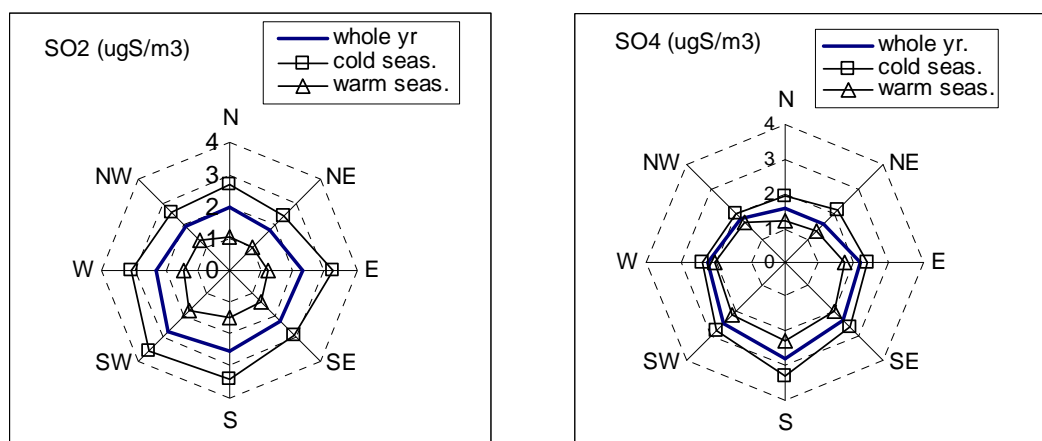 SO2 (ugS/m3)
whole yr
cold seas.
warm seas.
N
NE
E
SE
S
SW
W
NW
4
3
2
1
0
SO4 (ugS/m3)
whole yr.
cold seas.
warm seas.
N
NE
E
SE
S
SW
W
NW
4
3
2
1
0